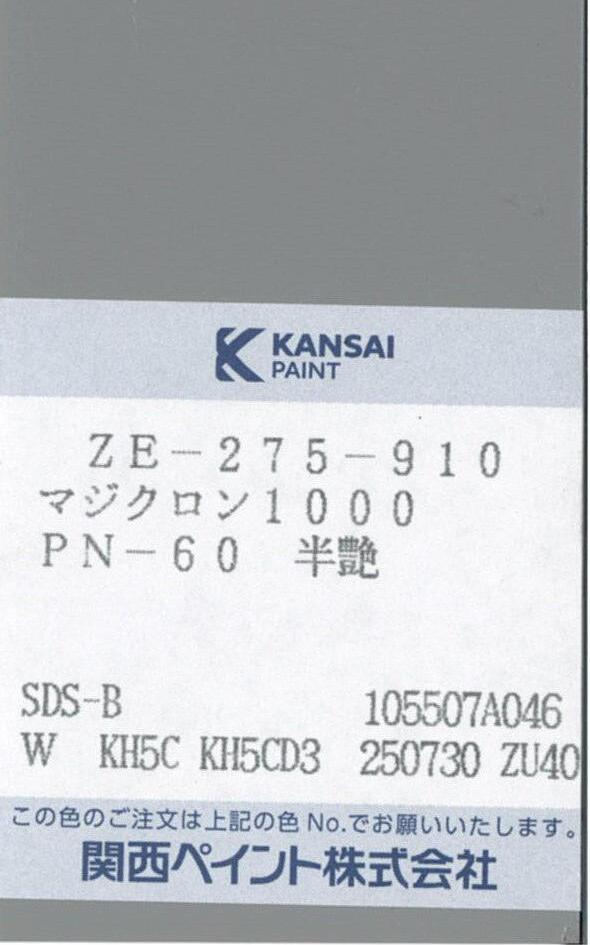 KANSAI
PAINT
ZE-275-910
マジクロン1000
PN-60 半艶
SDS-B 105507A046
W KH5C KH5CD3 250730 ZU40
この色のご注文は上記の色No.でお願いいたします。
関西ペイント株式会社